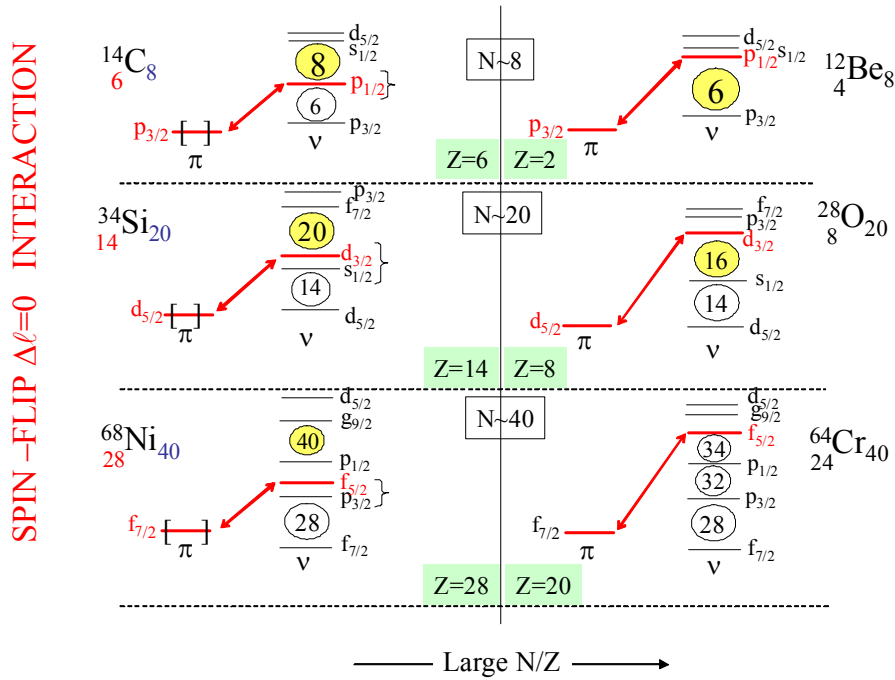 SPIN –FLIP Δℓ=0 INTERACTION
14
6 C 8
p3/2 [ ] π
d5/2
s1/2
8
p1/2 }
6
p3/2
ν
N~8
Z=6 Z=2
p3/2 π
d5/2 s1/2
p1/2
6
p3/2
ν
12
4 Be 8
34
14 Si 20
d5/2 [ ] π
p3/2
f7/2
20
d3/2
s1/2 }
14
d5/2
ν
N~20
Z=14 Z=8
d5/2 π
f7/2
p3/2
d3/2
16
s1/2
14
d5/2
ν
28
8 O 20
68
28 Ni 40
f7/2 [ ] π
d5/2
g9/2
40
p1/2
f5/2
p3/2 }
28
f7/2
ν
N~40
Z=28 Z=20
f7/2 π
d5/2
g9/2
f5/2
34
p1/2
32
p3/2
28
f7/2
ν
64
24 Cr 40
Large N/Z